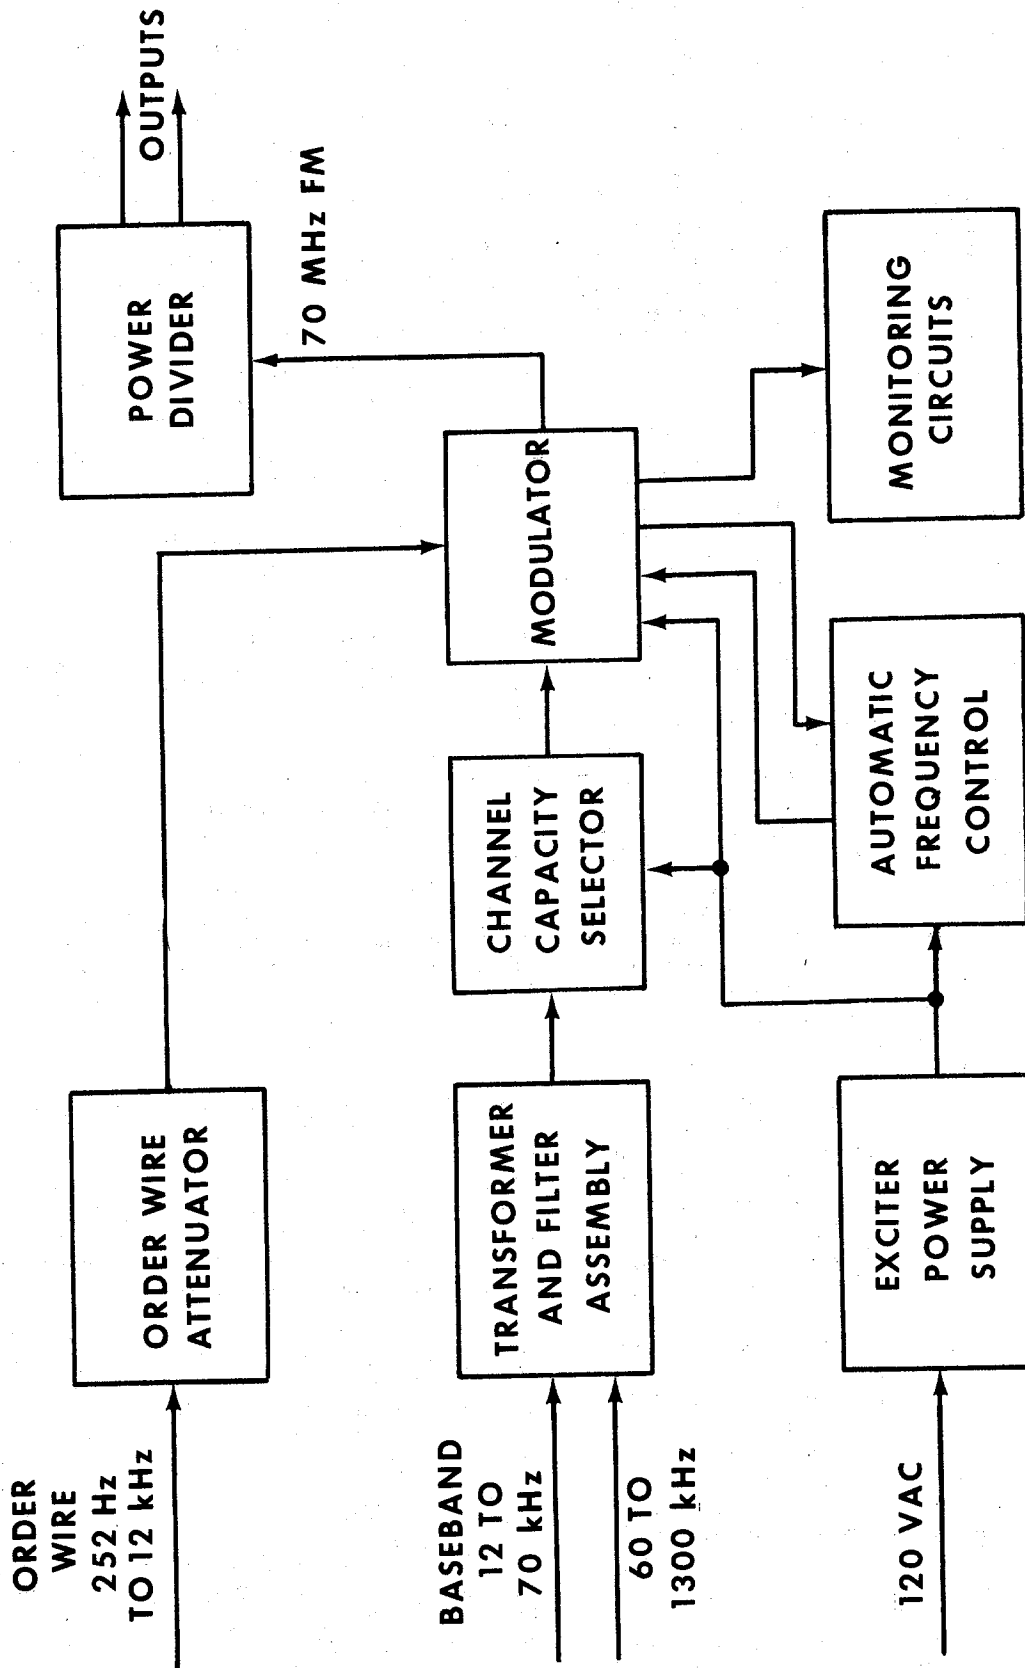 ORDER
WIRE
252 Hz
TO 12 kHz
ORDER WIRE
ATTENUATOR
POWER
DIVIDER
OUTPUTS
70 MHz FM
BASEBAND
12 TO
70 kHz
60 TO
1300 kHz
TRANSFORMER
AND FILTER
ASSEMBLY
CHANNEL
CAPACITY
SELECTOR
MODULATOR
120 VAC
EXCITER
POWER
SUPPLY
AUTOMATIC
FREQUENCY
CONTROL
MONITORING
CIRCUITS